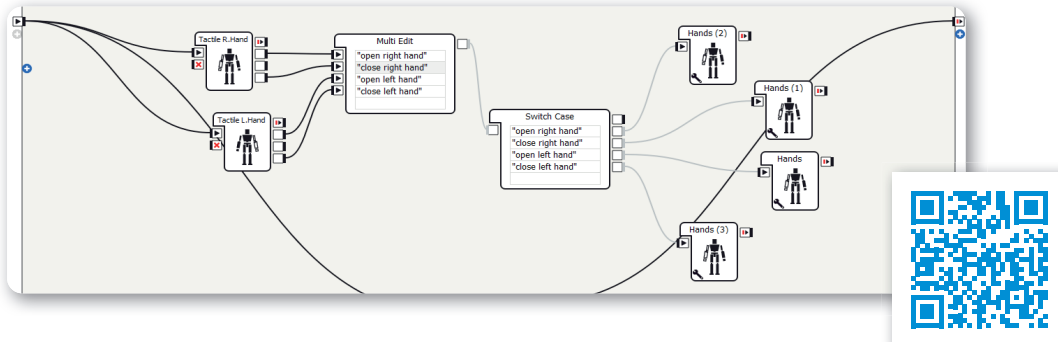 Tactile R.Hand
Multi Edit
"open right hand"
"close right hand"
"open left hand"
"close left hand"
Tactile L.Hand
Switch Case
"open right hand"
"close right hand"
"open left hand"
"close left hand"
Hands (2)
Hands (1)
Hands
Hands (3)